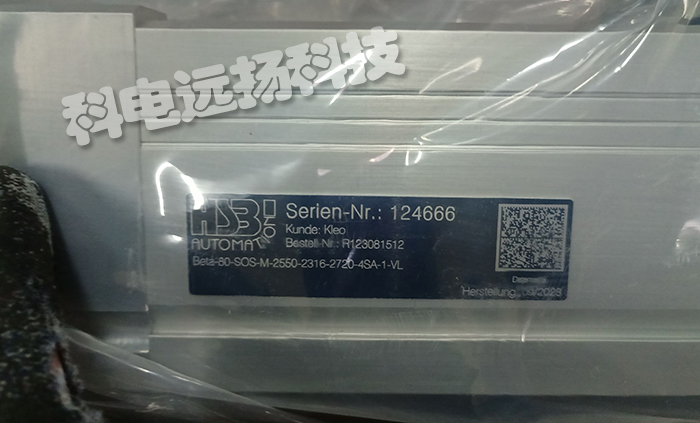 科电远扬科技
HSB!
AUTOMATION
Serien-Nr.: 124666
Kunde: Kleo
Bestell-Nr.: R123081512
Beta-80-SOS-M-2550-2316-2720-4SA-1-VL
Herstellung: